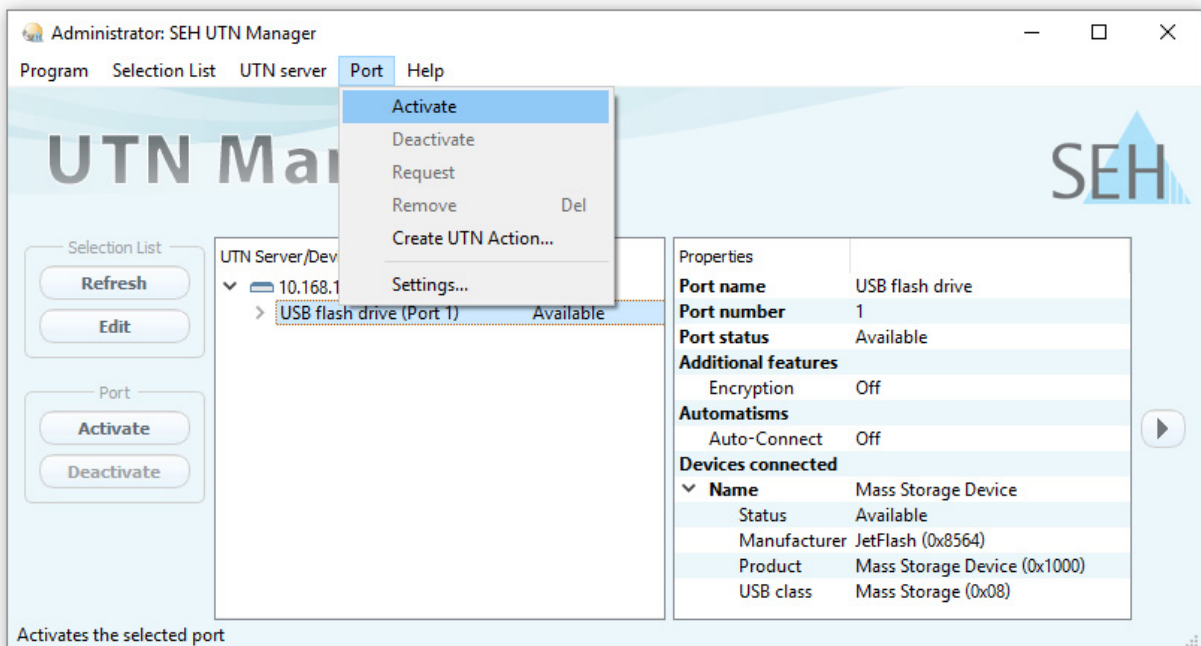 Administrator: SEH UTN Manager
Program Selection List UTN server Port Help
Activate
Deactivate
Request
Remove Del
Create UTN Action...
Settings...
UTN
SEH
Selection List
Refresh
Edit
Port
Activate
Deactivate
UTN Server/Dev
10.168.1
USB flash drive (Port 1) Available
Properties
Port name USB flash drive
Port number 1
Port status Available
Additional features
Encryption Off
Automatisms
Auto-Connect Off
Devices connected
Name Mass Storage Device
Status Available
Manufacturer JetFlash (0x8564)
Product Mass Storage Device (0x1000)
USB class Mass Storage (0x08)
Activates the selected port